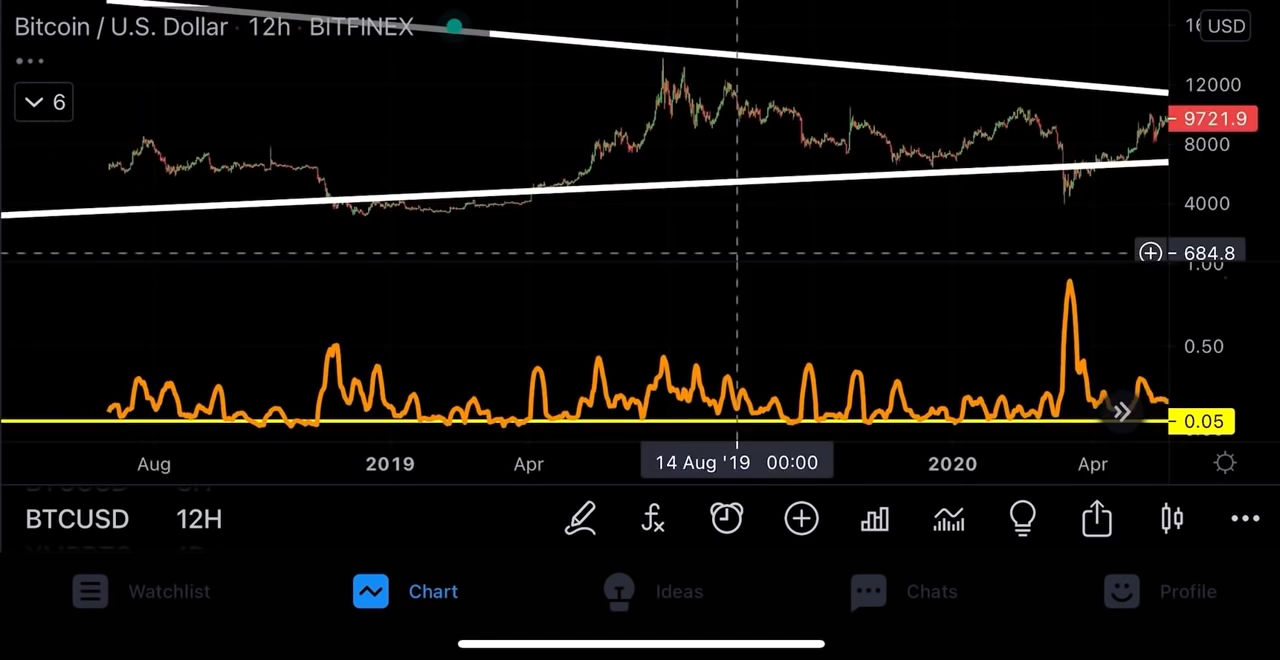 Bitcoin / U.S. Dollar · 12h · BITFINEX
USD
6
12000
9721.9
8000
4000
684.8
1.00
0.50
0.05
Aug 2019 Apr 14 Aug '19 00:00 2020 Apr
BTCUSD 12H
Watchlist Chart Ideas Chats Profile